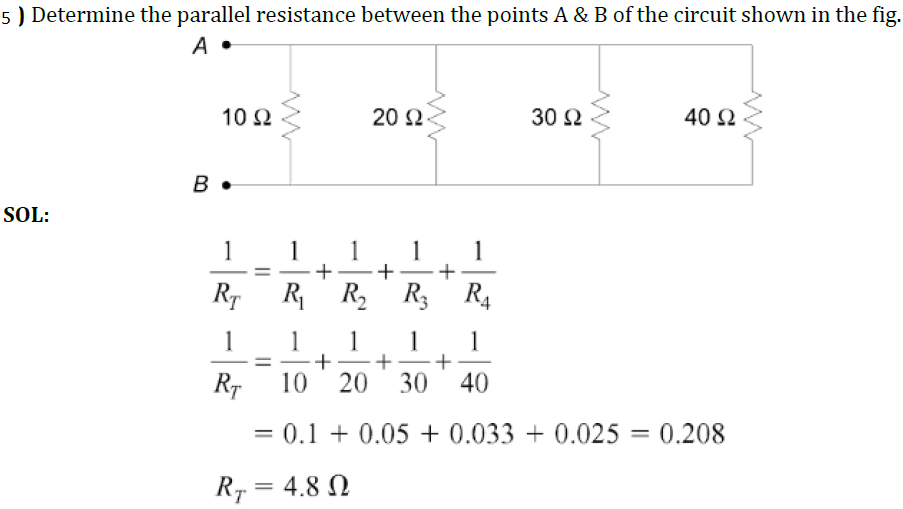 5 ) Determine the parallel resistance between the points A & B of the circuit shown in the fig.
A
10 Ω 20 Ω 30 Ω 40 Ω
B
SOL:
1/R_T = 1/R_1 + 1/R_2 + 1/R_3 + 1/R_4
1/R_T = 1/10 + 1/20 + 1/30 + 1/40
= 0.1 + 0.05 + 0.033 + 0.025 = 0.208
R_T = 4.8 Ω